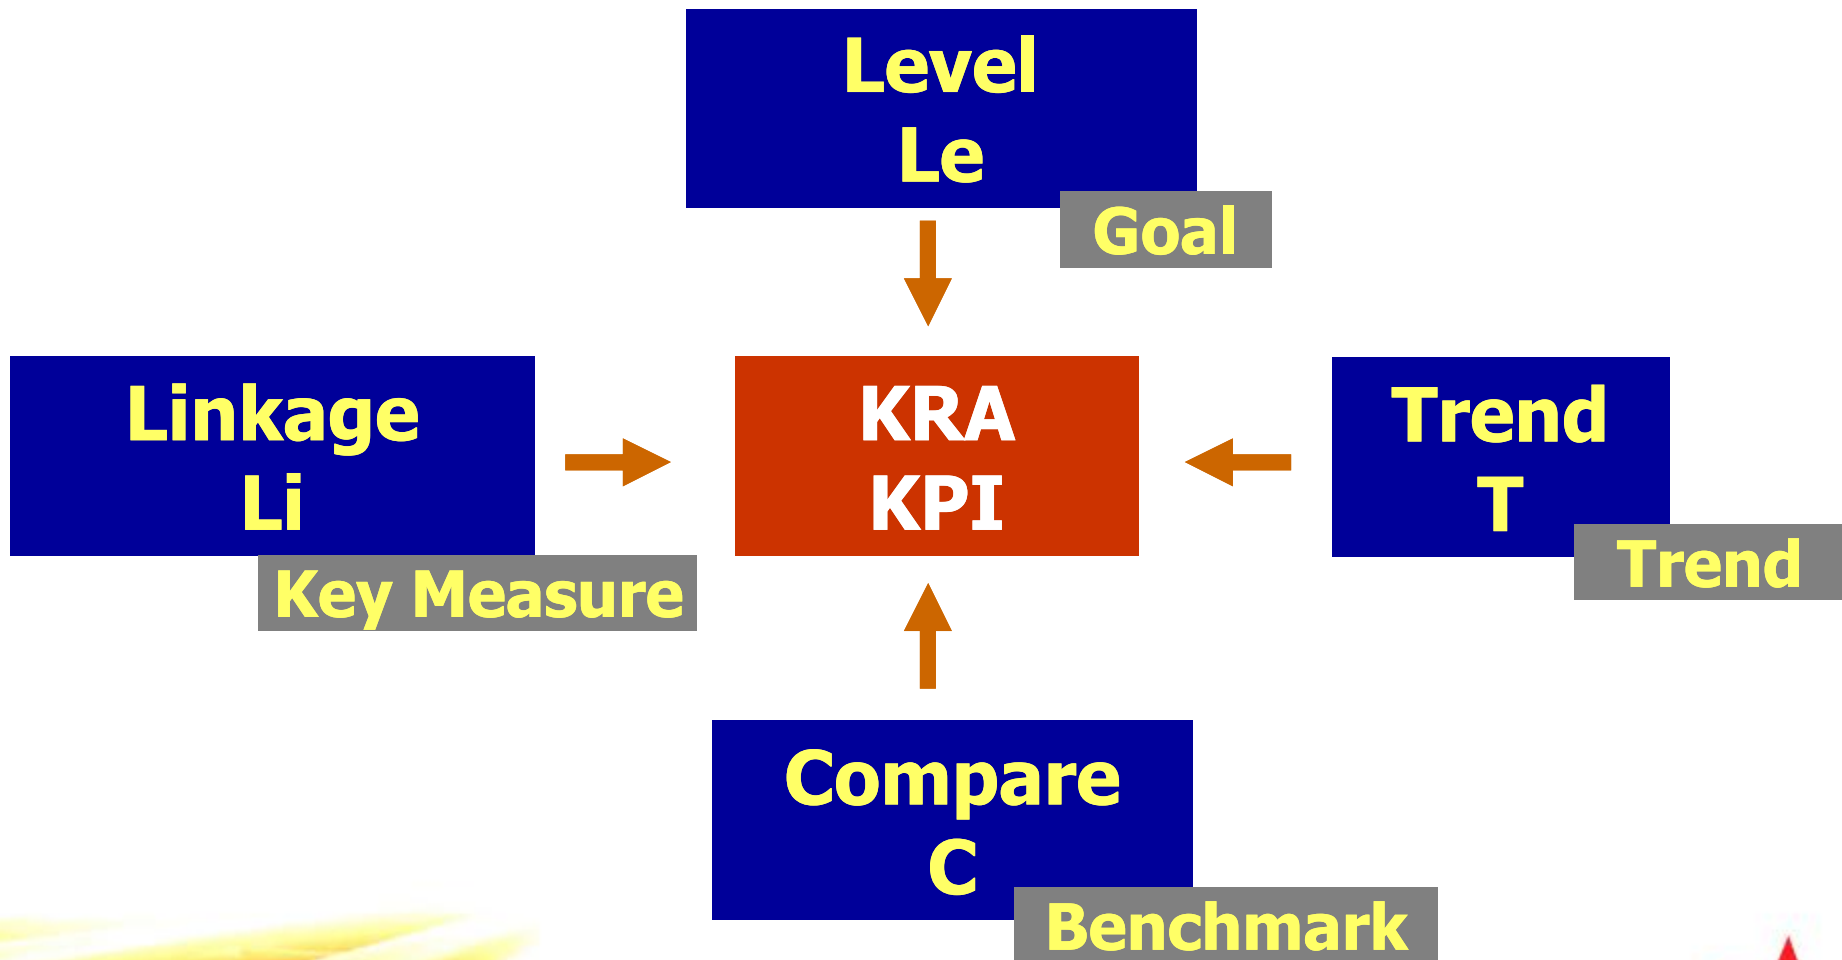 Level
Le
Goal
Linkage
Li
Key Measure
KRA
KPI
Trend
T
Trend
Compare
C
Benchmark